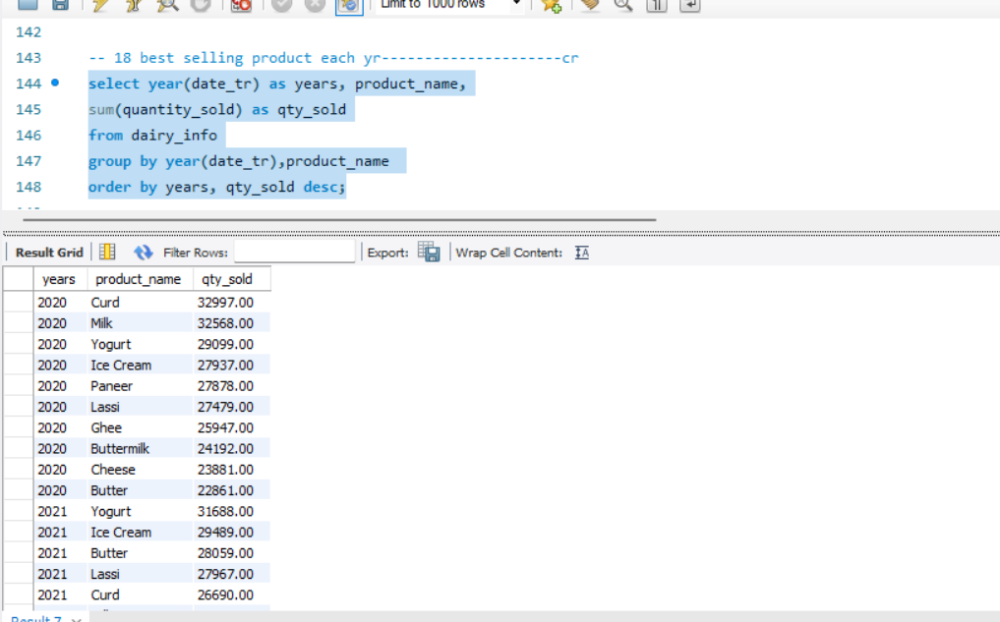 Limit to 1000 rows
142
143 -- 18 best selling product each yr---------------------cr
144 select year(date_tr) as years, product_name,
145 sum(quantity_sold) as qty_sold
146 from dairy_info
147 group by year(date_tr),product_name
148 order by years, qty_sold desc;
Result Grid Filter Rows: Export: Wrap Cell Content: IA
years product_name qty_sold
2020 Curd 32997.00
2020 Milk 32568.00
2020 Yogurt 29099.00
2020 Ice Cream 27937.00
2020 Paneer 27878.00
2020 Lassi 27479.00
2020 Ghee 25947.00
2020 Buttermilk 24192.00
2020 Cheese 23881.00
2020 Butter 22861.00
2021 Yogurt 31688.00
2021 Ice Cream 29489.00
2021 Butter 28059.00
2021 Lassi 27967.00
2021 Curd 26690.00
Result 7